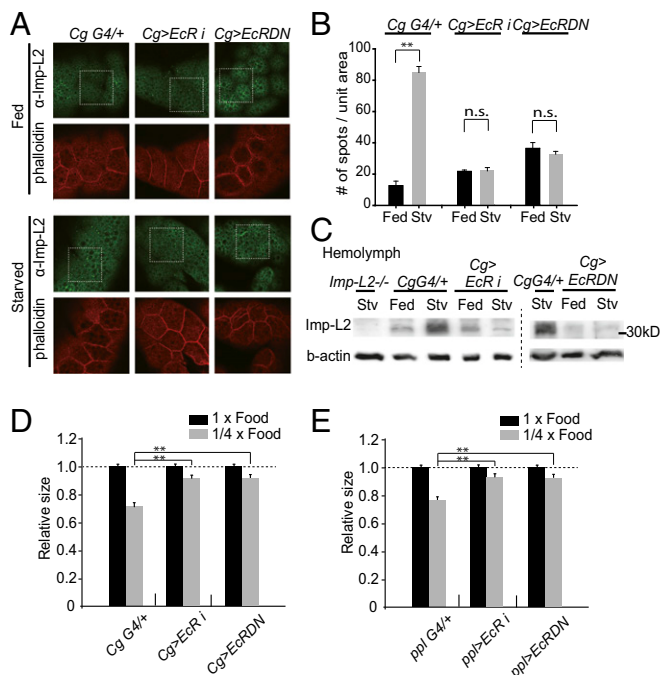 A
Cg G4/+ Cg>EcR i Cg>EcRDN
Fed
α-Imp-L2
phalloidin
Starved
α-Imp-L2
phalloidin
B
Cg G4/+ Cg>EcR i Cg>EcRDN
# of spots / unit area
100
80
60
40
20
0
**
n.s.
n.s.
Fed Stv Fed Stv Fed Stv
C
Hemolymph
Imp-L2-/- CgG4/+ Cg> EcR i CgG4/+ Cg> EcRDN
Stv Fed Stv Fed Stv Stv Fed Stv
Imp-L2
30kD
b-actin
D
1 x Food
1/4 x Food
Relative size
1.2
1.0
0.8
0.6
0.4
0.2
0
**
**
Cg G4/+
Cg>EcR i
Cg>EcRDN
E
1 x Food
1/4 x Food
Relative size
1.2
1.0
0.8
0.6
0.4
0.2
0
**
**
ppl G4/+
ppl>EcR i
ppl>EcRDN